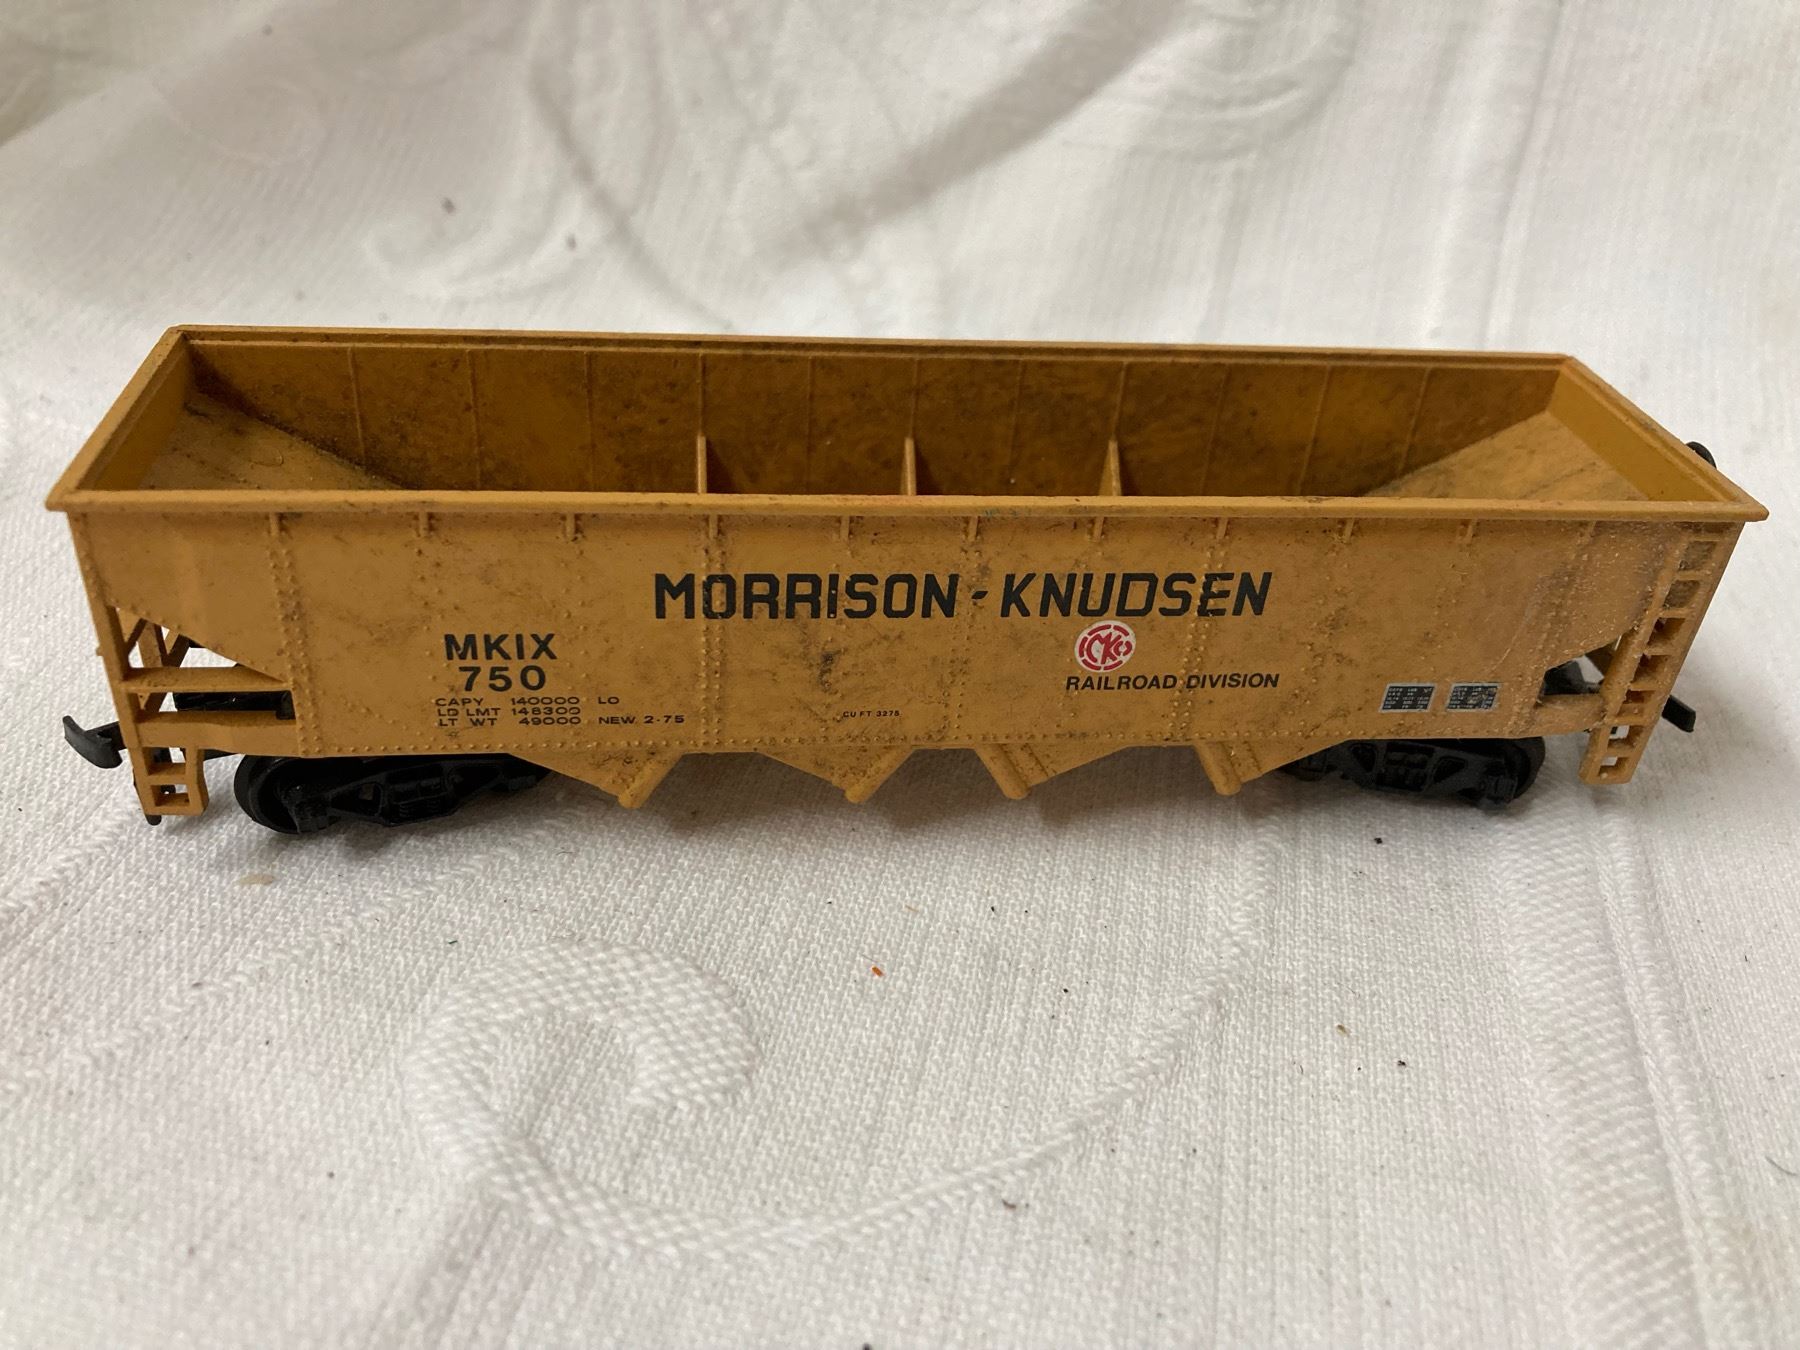 MORRISON-KNUDSEN
MKIX
750
CAPY 140000 LO
LD LMT 148300
LT WT 49000 NEW 2-75
CU FT 3275
MKCo
RAILROAD DIVISION